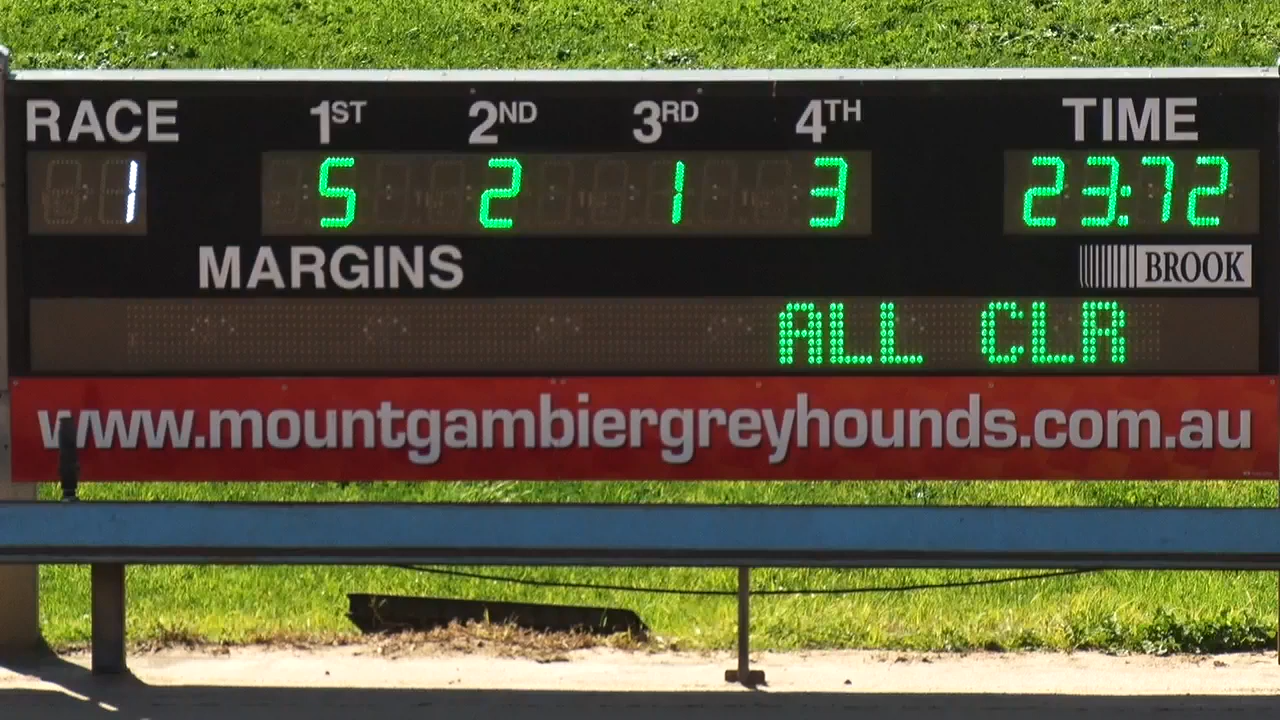 RACE 1ST 2ND 3RD 4TH TIME
1 5 2 1 3 23:72
MARGINS BROOK
ALL CLR
www.mountgambiergreyhounds.com.au